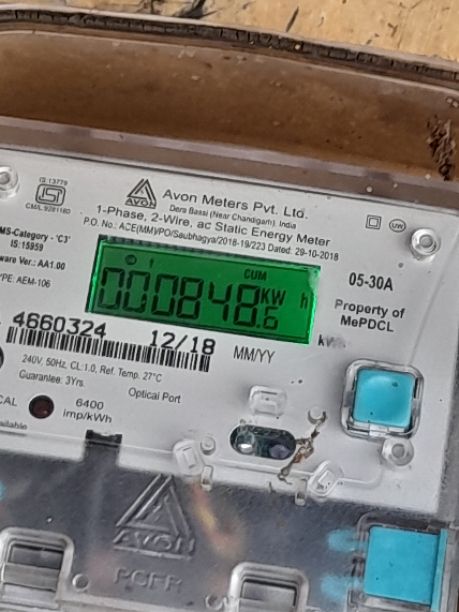 IS:13779
AVON
Avon Meters Pvt. Ltd.
Dera Bassi (Near Chandigarh), India
1-Phase, 2-Wire, ac Static Energy Meter
P.O. No.: ACE(MM)/PO/Saubhagya/2018-19/223 Dated: 29-10-2018
UW
MS-Category - 'C3'
IS:15959
ware Ver.: AA1.00
YPE: AEM-106
CUM
000848.6 KW h
05-30A
Property of
MePDCL
4660324 12/18 MM/YY
240V, 50Hz, CL:1.0, Ref. Temp. 27°C
Guarantee: 3Yrs.
Optical Port
CAL
6400
imp/kWh
AVON